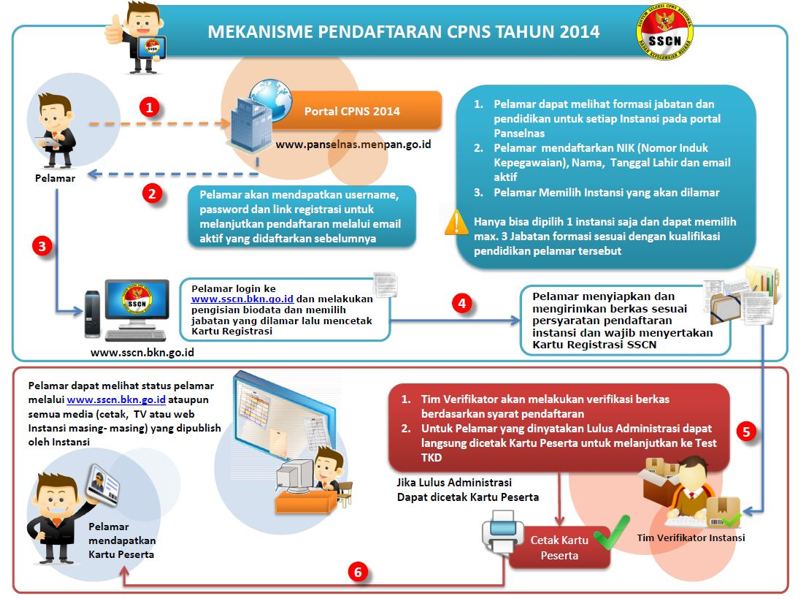 MEKANISME PENDAFTARAN CPNS TAHUN 2014
SSCN
1
Portal CPNS 2014
www.panselnas.menpan.go.id
Pelamar
2
Pelamar akan mendapatkan username,
password dan link registrasi untuk
melanjutkan pendaftaran melalui email
aktif yang didaftarkan sebelumnya
1. Pelamar dapat melihat formasi jabatan dan
pendidikan untuk setiap Instansi pada portal
Panselnas
2. Pelamar mendaftarkan NIK (Nomor Induk
Kepegawaian), Nama, Tanggal Lahir dan email
aktif
3. Pelamar Memilih Instansi yang akan dilamar
Hanya bisa dipilih 1 instansi saja dan dapat memilih
max. 3 Jabatan formasi sesuai dengan kualifikasi
pendidikan pelamar tersebut
3
SSCN
www.sscn.bkn.go.id
Pelamar login ke
www.sscn.bkn.go.id dan melakukan
pengisian biodata dan memilih
jabatan yang dilamar lalu mencetak
Kartu Registrasi
4
Pelamar menyiapkan dan
mengirimkan berkas sesuai
persyaratan pendaftaran
instansi dan wajib menyertakan
Kartu Registrasi SSCN
Pelamar dapat melihat status pelamar
melalui www.sscn.bkn.go.id ataupun
semua media (cetak, TV atau web
Instansi masing- masing) yang dipublish
oleh Instansi
1. Tim Verifikator akan melakukan verifikasi berkas
berdasarkan syarat pendaftaran
2. Untuk Pelamar yang dinyatakan Lulus Administrasi dapat
langsung dicetak Kartu Peserta untuk melanjutkan ke Test
TKD
5
Jika Lulus Administrasi
Dapat dicetak Kartu Peserta
Cetak Kartu
Peserta
Tim Verifikator Instansi
Pelamar
mendapatkan
Kartu Peserta
6